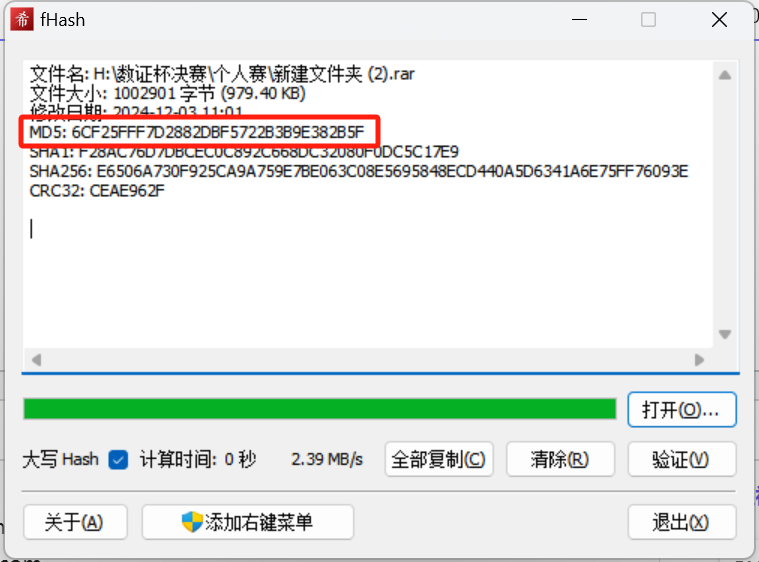 fHash
文件名: H:\数证杯决赛\个人赛\新建文件夹 (2).rar
文件大小: 1002901 字节 (979.40 KB)
修改日期: 2024-12-03 11:01
MD5: 6CF25FFF7D2882DBF5722B3B9E382B5F
SHA1: F28AC76D7DBCEC0C892C668DC32080F0DC5C17E9
SHA256: E6506A730F925CA9A759E7BE063C08E5695848ECD440A5D6341A6E75FF76093E
CRC32: CEAE962F
打开(O)...
大写 Hash 计算时间: 0 秒 2.39 MB/s 全部复制(C) 清除(R) 验证(V)
关于(A) 添加右键菜单 退出(X)